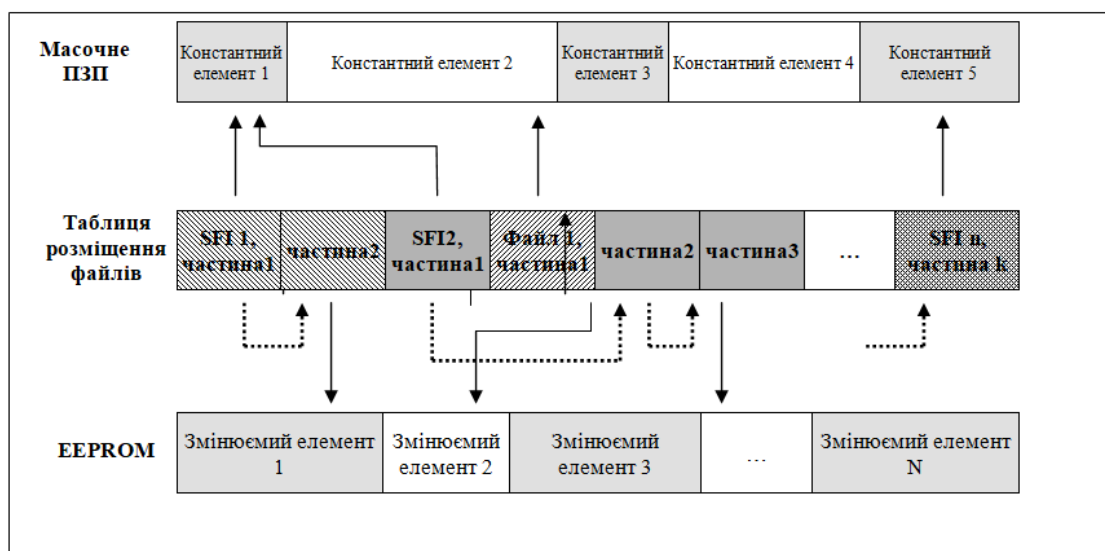 Масочне
ПЗП
Константний
елемент 1
Константний елемент 2
Константний
елемент 3
Константний елемент 4
Константний
елемент 5
Таблиця
розміщення
файлів
SFI 1,
частина1
частина2
SFI2,
частина1
Файл 1,
частина1
частина2
частина3
...
SFI n,
частина k
EEPROM
Змінюємий елемент
1
Змінюємий
елемент 2
Змінюємий
елемент 3
...
Змінюємий елемент
N